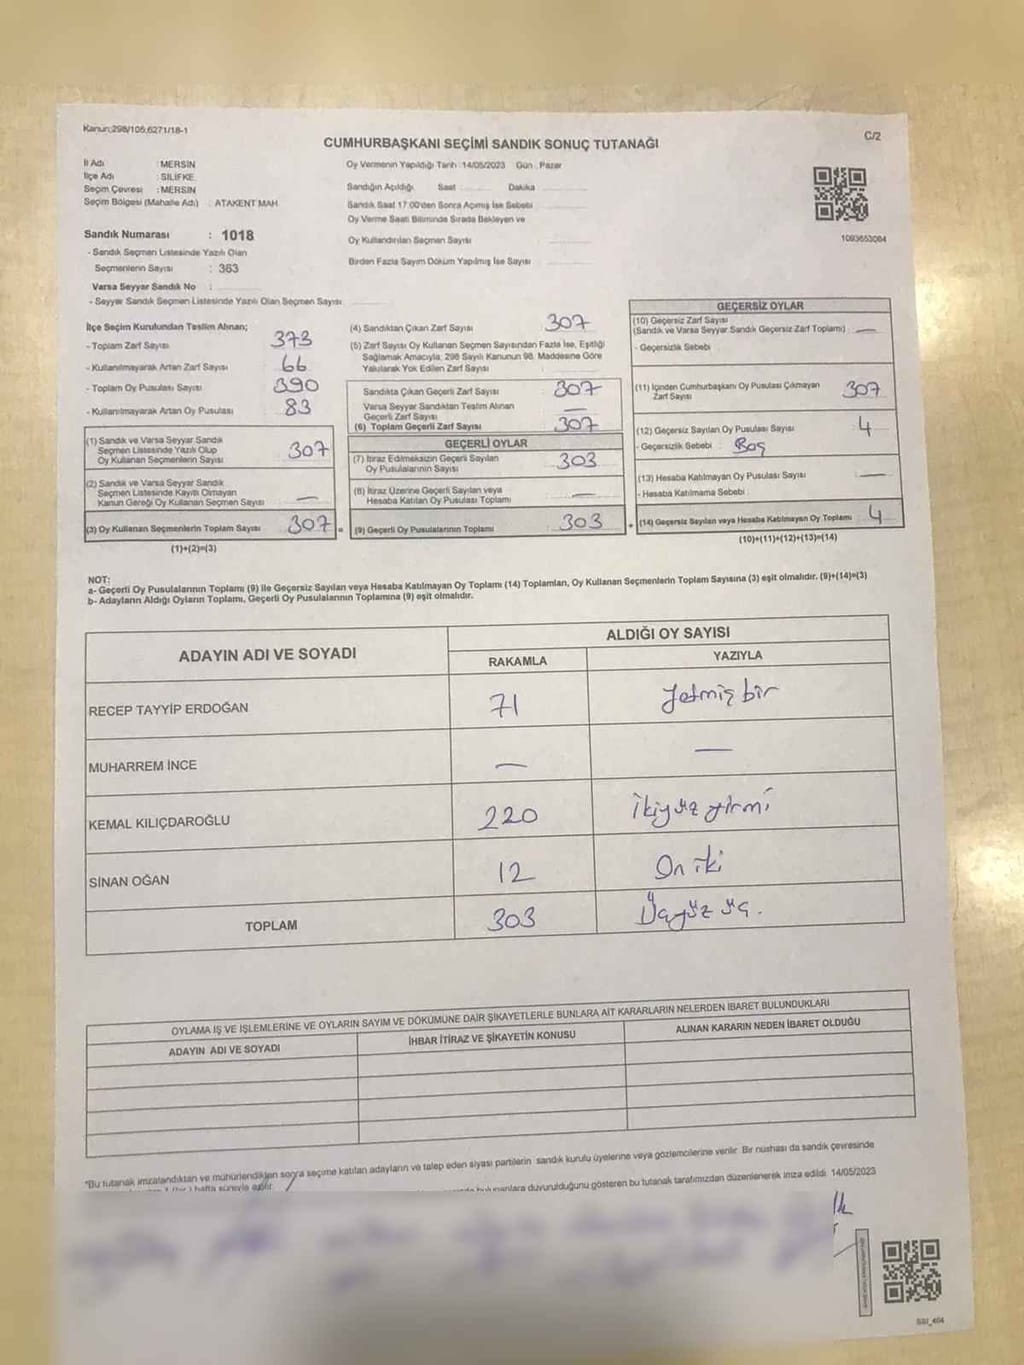 Kanun:298/105;6271/18-1
C/2
CUMHURBAŞKANI SEÇİMİ SANDIK SONUÇ TUTANAĞI
İl Adı : MERSİN
İlçe Adı : SİLİFKE
Seçim Çevresi : MERSİN
Seçim Bölgesi (Mahalle Adı) : ATAKENT MAH.
Sandık Numarası : 1018
- Sandık Seçmen Listesinde Yazılı Olan
Seçmenlerin Sayısı : 363
Varsa Seyyar Sandık No :
- Seyyar Sandık Seçmen Listesinde Yazılı Olan Seçmen Sayısı
Oy Vermenin Yapıldığı Tarih :14/05/2023 Gün : Pazar
Sandığın Açıldığı Saat Dakika
Sandık Saat 17:00'den Sonra Açımış İse Sebebi
Oy Verme Saati Bitiminde Sırada Bekleyen ve
Oy Kullandırılan Seçmen Sayısı
Birden Fazla Sayım Döküm Yapılmış İse Sayısı
1093653064
İlçe Seçim Kurulundan Teslim Alınan;
- Toplam Zarf Sayısı 373
- Kullanılmayarak Artan Zarf Sayısı 66
- Toplam Oy Pusulası Sayısı 390
- Kullanılmayarak Artan Oy Pusulası 83
(1) Sandık ve Varsa Seyyar Sandık
Seçmen Listesinde Yazılı Olup
Oy Kullanan Seçmenlerin Sayısı 307
(2) Sandık ve Varsa Seyyar Sandık
Seçmen Listesinde Kayıtlı Olmayan
Kanun Gereği Oy Kullanan Seçmen Sayısı —
(3) Oy Kullanan Seçmenlerin Toplam Sayısı 307 =
(1)+(2)=(3)
(4) Sandıktan Çıkan Zarf Sayısı 307
(5) Zarf Sayısı Oy Kullanan Seçmen Sayısından Fazla İse, Eşitliği
Sağlamak Amacıyla, 298 Sayılı Kanunun 98. Maddesine Göre
Yakılarak Yok Edilen Zarf Sayısı
Sandıkta Çıkan Geçerli Zarf Sayısı 307
Varsa Seyyar Sandıktan Teslim Alınan
Geçerli Zarf Sayısı —
(6) Toplam Geçerli Zarf Sayısı 307
GEÇERLİ OYLAR
(7) İtiraz Edilmeksizin Geçerli Sayılan
Oy Pusulalarının Sayısı 303
(8) İtiraz Üzerine Geçerli Sayılan veya
Hesaba Katılan Oy Pusulası Toplamı —
(9) Geçerli Oy Pusulalarının Toplamı 303 +
GEÇERSİZ OYLAR
(10) Geçersiz Zarf Sayısı
(Sandık ve Varsa Seyyar Sandık Geçersiz Zarf Toplamı) —
- Geçersizlik Sebebi
(11) İçinden Cumhurbaşkanı Oy Pusulası Çıkmayan
Zarf Sayısı 307
(12) Geçersiz Sayılan Oy Pusulası Sayısı 4
- Geçersizlik Sebebi : Boş
(13) Hesaba Katılmayan Oy Pusulası Sayısı —
- Hesaba Katılmama Sebebi
(14) Geçersiz Sayılan veya Hesaba Katılmayan Oy Toplamı 4
(10)+(11)+(12)+(13)=(14)
NOT:
a- Geçerli Oy Pusulalarının Toplamı (9) ile Geçersiz Sayılan veya Hesaba Katılmayan Oy Toplamı (14) Toplamları, Oy Kullanan Seçmenlerin Toplam Sayısına (3) eşit olmalıdır. (9)+(14)=(3)
b- Adayların Aldığı Oyların Toplamı, Geçerli Oy Pusulalarının Toplamına (9) eşit olmalıdır.
ADAYIN ADI VE SOYADI
ALDIĞI OY SAYISI
RAKAMLA YAZIYLA
RECEP TAYYİP ERDOĞAN 71 Yetmiş bir
MUHARREM İNCE — —
KEMAL KILIÇDAROĞLU 220 İkiyüz yirmi
SİNAN OĞAN 12 On iki
TOPLAM 303 Üçyüz üç.
OYLAMA İŞ VE İŞLEMLERİNE VE OYLARIN SAYIM VE DÖKÜMÜNE DAİR ŞİKAYETLERLE BUNLARA AİT KARARLARIN NELERDEN İBARET BULUNDUKLARI
ADAYIN ADI VE SOYADI İHBAR İTİRAZ VE ŞİKAYETİN KONUSU ALINAN KARARIN NEDEN İBARET OLDUĞU
"Bu tutanak imzalandıktan ve mühürlendikten sonra seçime katılan adayların ve talep eden siyasi partilerin sandık kurulu üyelerine veya gözlemcilerine verilir. Bir nüshası da sandık çevresinde
hafta süreyle asılır. duyurulduğunu gösteren bu tutanak tarafımızdan düzenlenerek imza edildi. 14/05/2023